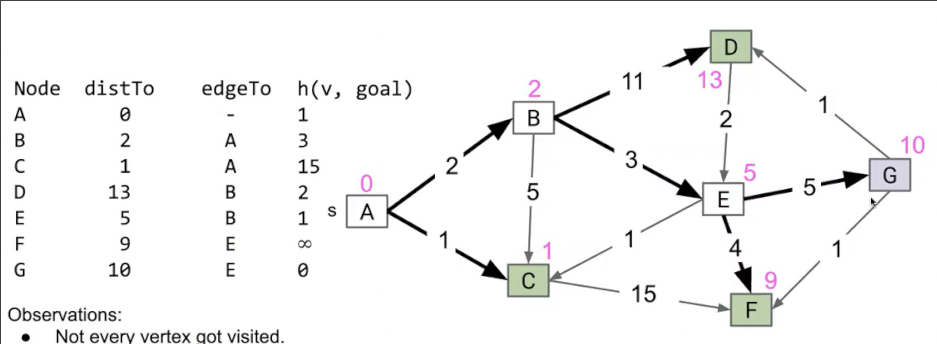 Node distTo edgeTo h(v, goal)
A 0 - 1
B 2 A 3
C 1 A 15
D 13 B 2
E 5 B 1
F 9 E ∞
G 10 E 0
Observations:
● Not every vertex got visited.
D
13
11
2
B
2
1
10
G
3
5
E
5
2
0
s
A
5
1
4
1
1
1
C
15
9
F